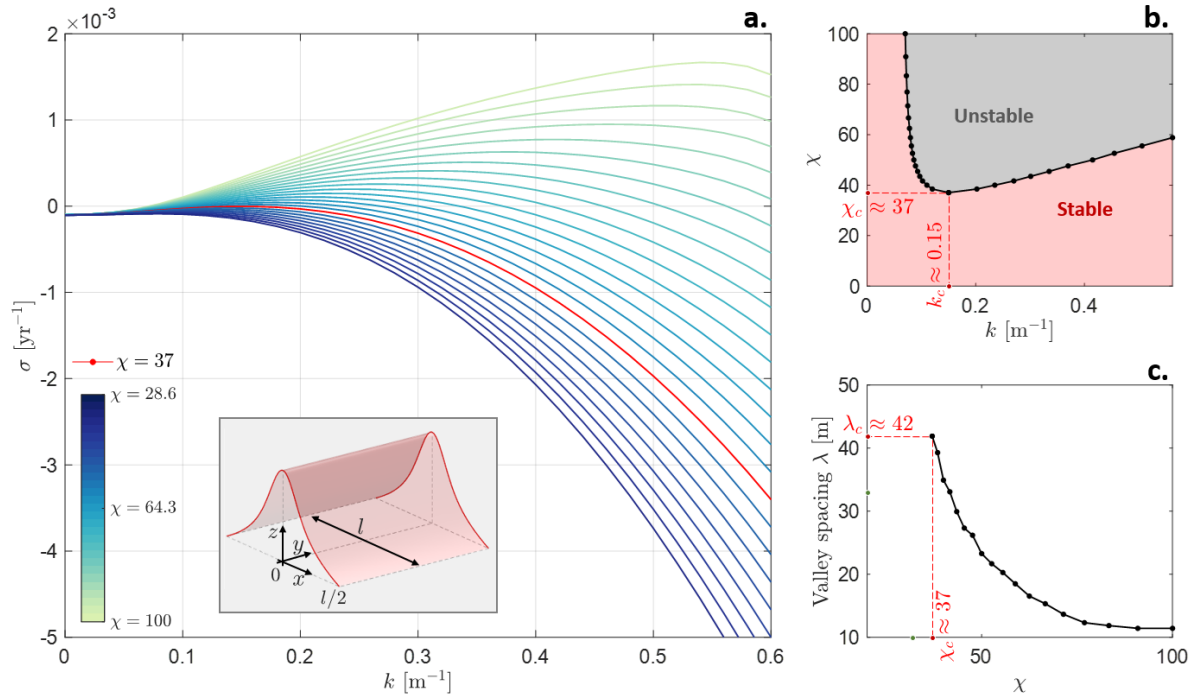 a.
×10⁻³
2
1
0
-1
-2
-3
-4
-5
σ [yr⁻¹]
0
0.1
0.2
0.3
0.4
0.5
0.6
k [m⁻¹]
χ = 37
χ = 28.6
χ = 64.3
χ = 100
z
y
0
x
l
l/2
b.
100
80
60
40
20
0
χ
Unstable
Stable
χc ≈ 37
kc ≈ 0.15
0
0.2
0.4
k [m⁻¹]
c.
50
40
30
20
10
Valley spacing λ [m]
λc ≈ 42
χc ≈ 37
50
100
χ